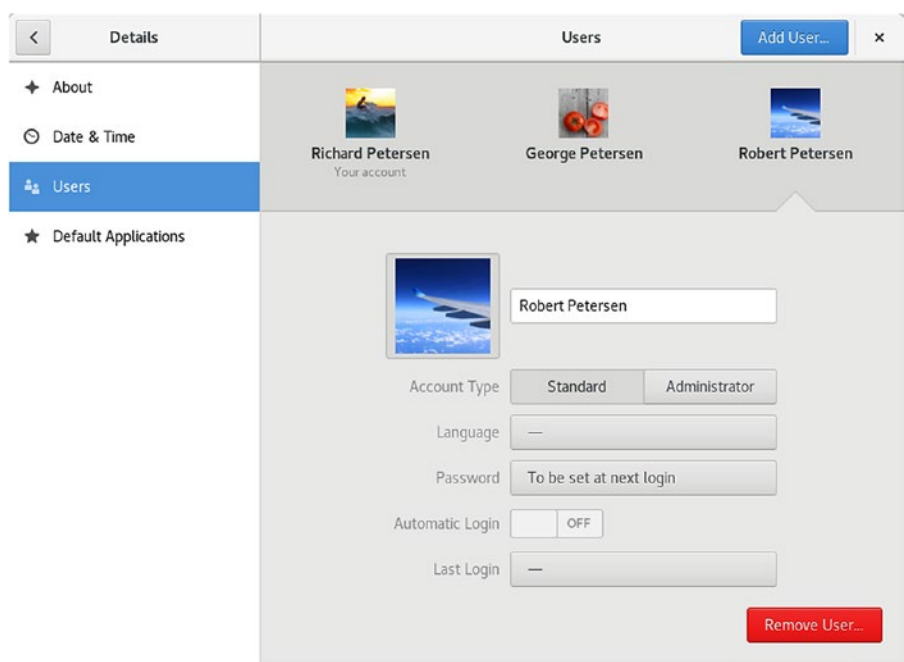 Details
Users
Add User...
×
About
Date & Time
Users
Default Applications
Richard Petersen
Your account
George Petersen
Robert Petersen
Robert Petersen
Account Type
Standard
Administrator
Language
—
Password
To be set at next login
Automatic Login
OFF
Last Login
—
Remove User...